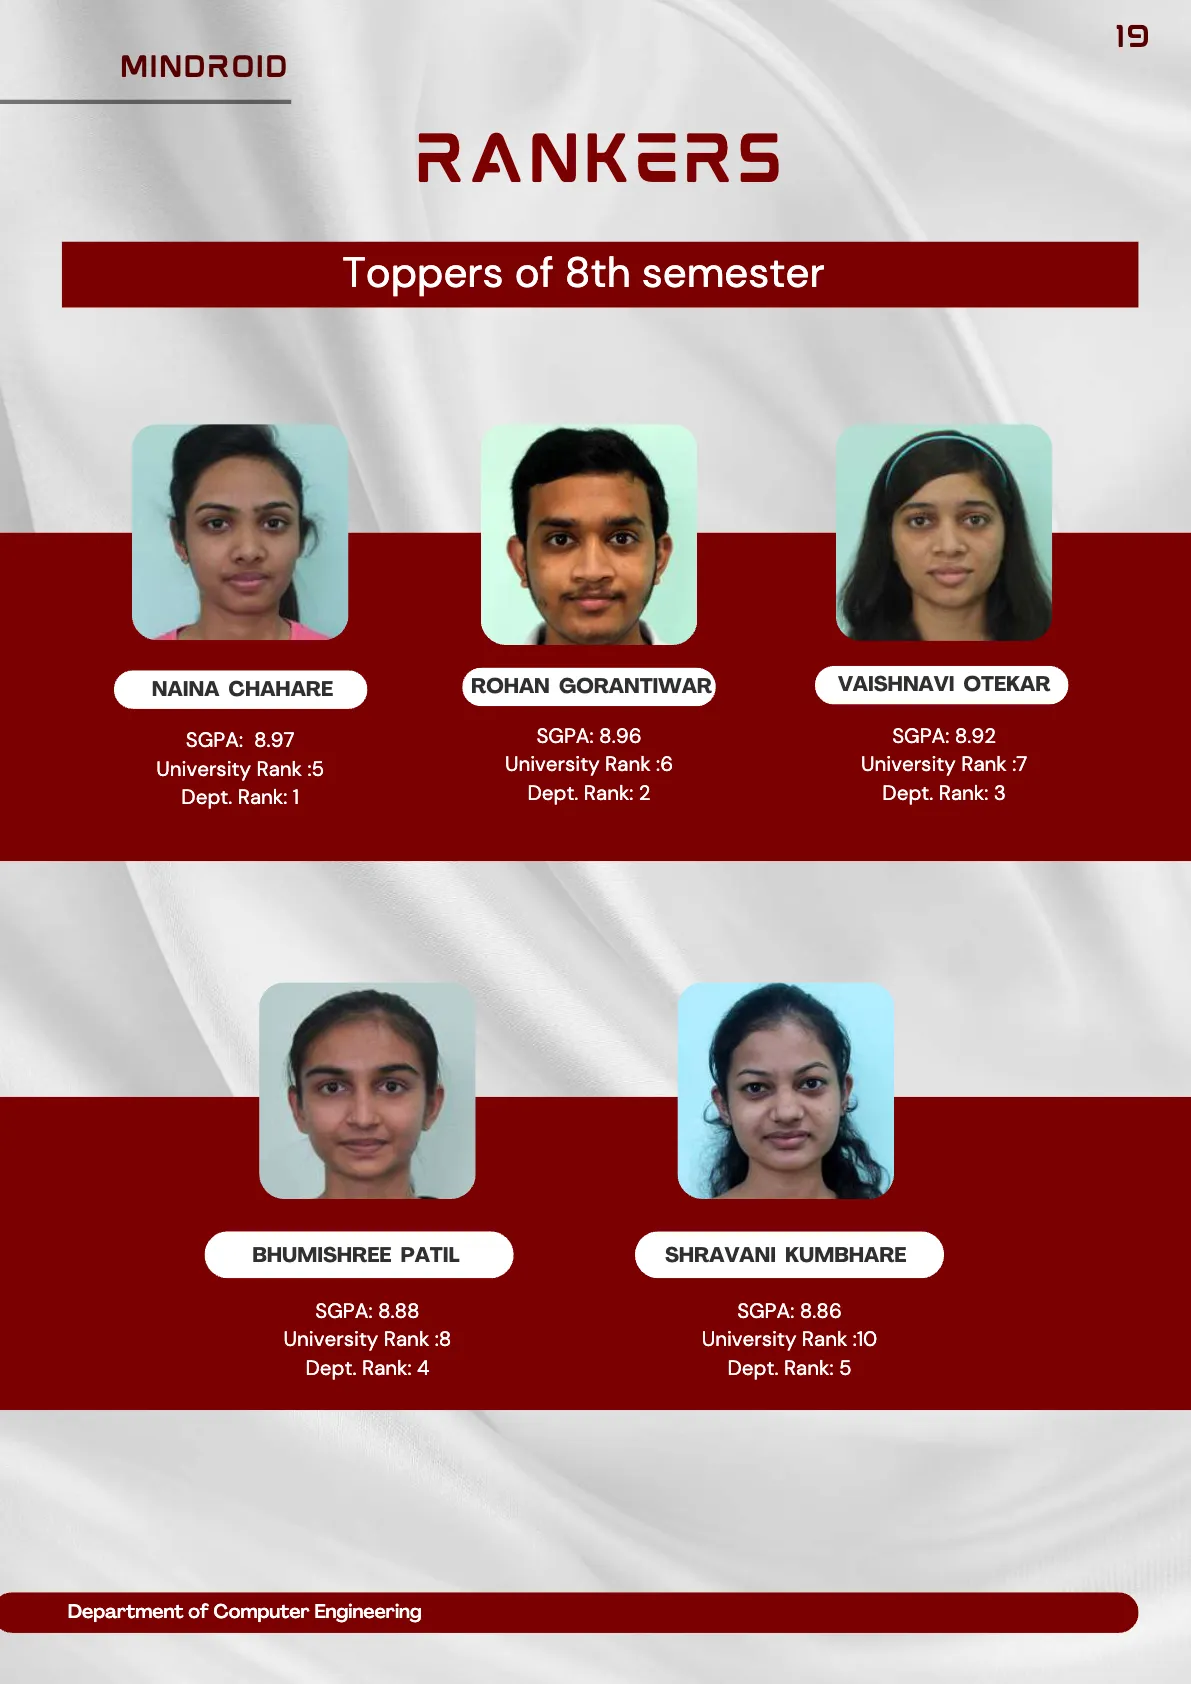 19
MINDROID
RANKERS
Toppers of 8th semester
NAINA CHAHARE
SGPA:  8.97
University Rank :5
Dept. Rank: 1
ROHAN GORANTIWAR
SGPA: 8.96
University Rank :6
Dept. Rank: 2
VAISHNAVI OTEKAR
SGPA: 8.92
University Rank :7
Dept. Rank: 3
BHUMISHREE PATIL
SGPA: 8.88
University Rank :8
Dept. Rank: 4
SHRAVANI KUMBHARE
SGPA: 8.86
University Rank :10
Dept. Rank: 5
Department of Computer Engineering